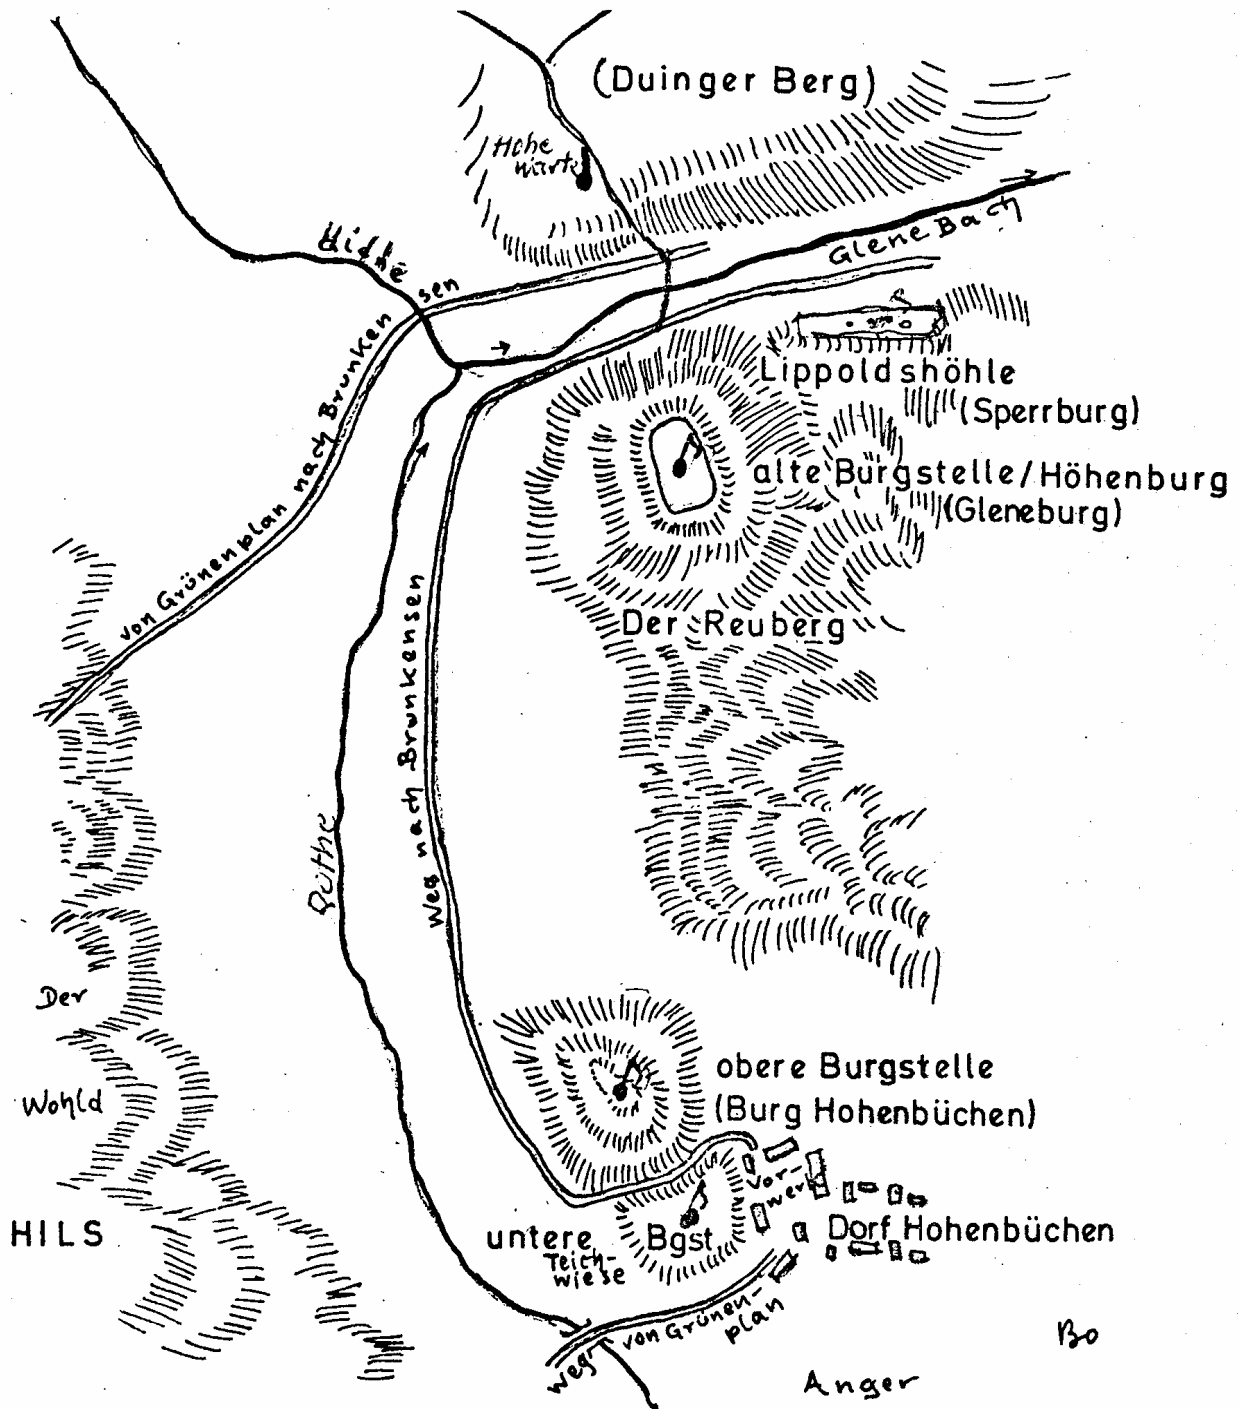 (Duinger Berg)
Hohe
warte
Glene Bach
von Grünenplan nach Brunken
sen
Lippoldshöhle
(Sperrburg)
alte Burgstelle/Höhenburg
(Gleneburg)
Der Reuberg
Weg nach Brunkensen
Der
Wohld
HILS
obere Burgstelle
(Burg Hohenbüchen)
Vor-
werk
untere Bgst
Teich-
wiese
Dorf Hohenbüchen
Weg von Grünen-
plan
Bo
Anger